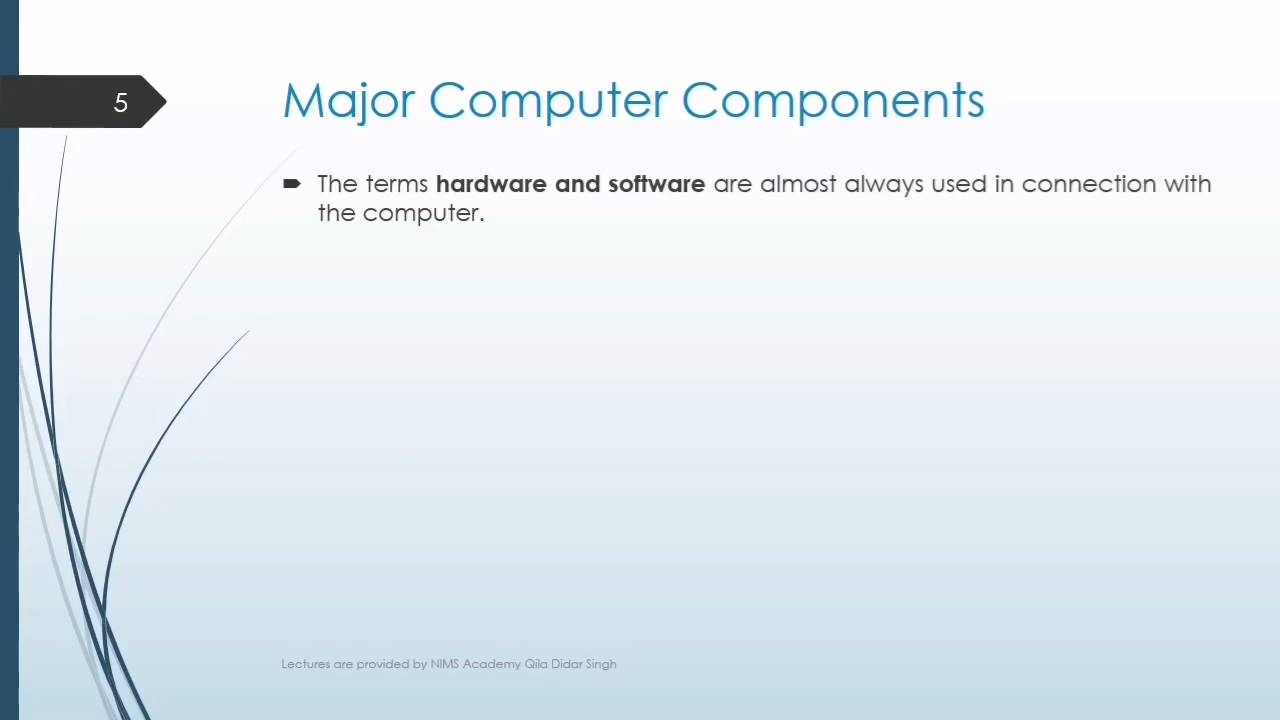 5
Major Computer Components
The terms hardware and software are almost always used in connection with
the computer.
Lectures are provided by NIMS Academy Qila Didar Singh